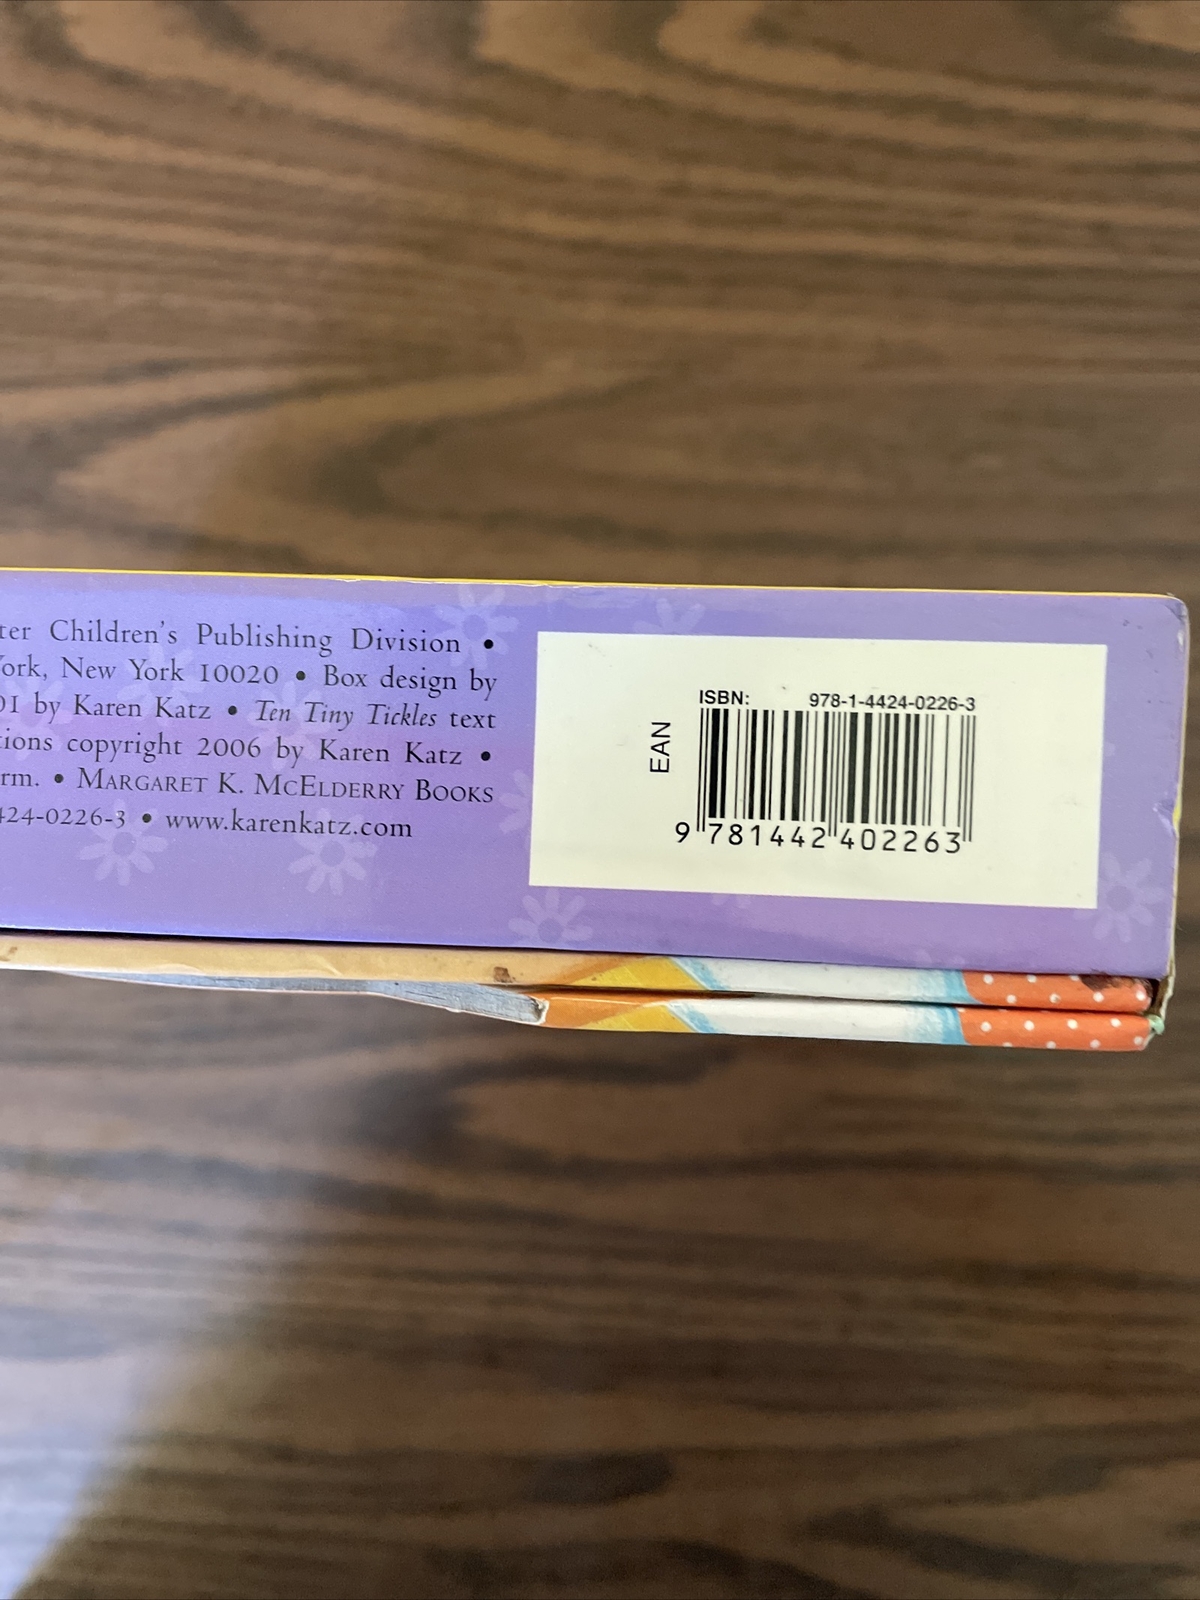 ter Children's Publishing Division •
ork, New York 10020 • Box design by
01 by Karen Katz • Ten Tiny Tickles text
tions copyright 2006 by Karen Katz •
rm. • MARGARET K. MCELDERRY BOOKS
424-0226-3 • www.karenkatz.com
ISBN: 978-1-4424-0226-3
EAN
9 781442 402263